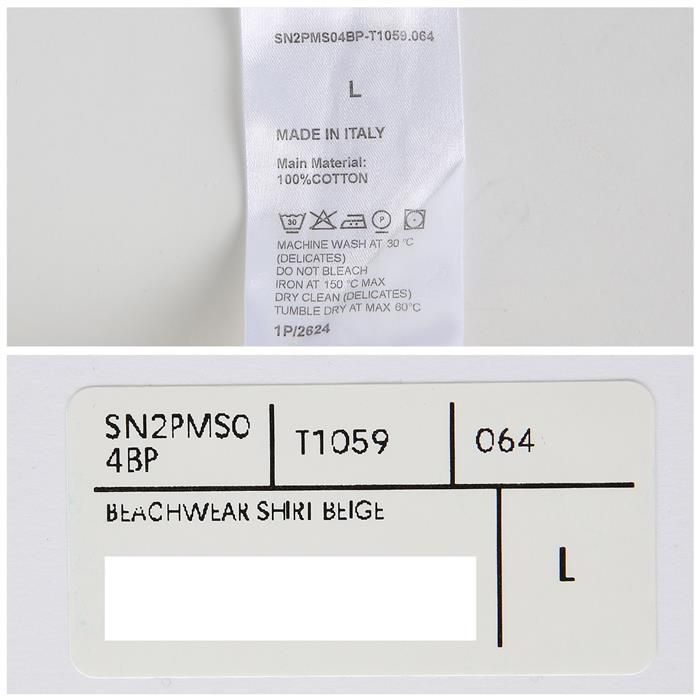 SN2PMS04BP-T1059.064
L
MADE IN ITALY
Main Material:
100%COTTON
30 P
MACHINE WASH AT 30 °C
(DELICATES)
DO NOT BLEACH
IRON AT 150 °C MAX
DRY CLEAN (DELICATES)
TUMBLE DRY AT MAX 60°C
1P/2624
SN2PMS0
4BP
T1059
064
BEACHWEAR SHIRT BEIGE
L